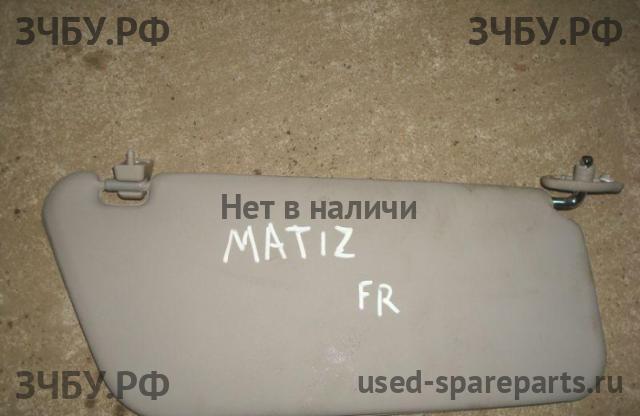 ЗЧБУ.РФ ЗЧБУ.РФ
Нет в наличи
MATIZ
FR
ЗЧБУ.РФ used-spareparts.ru